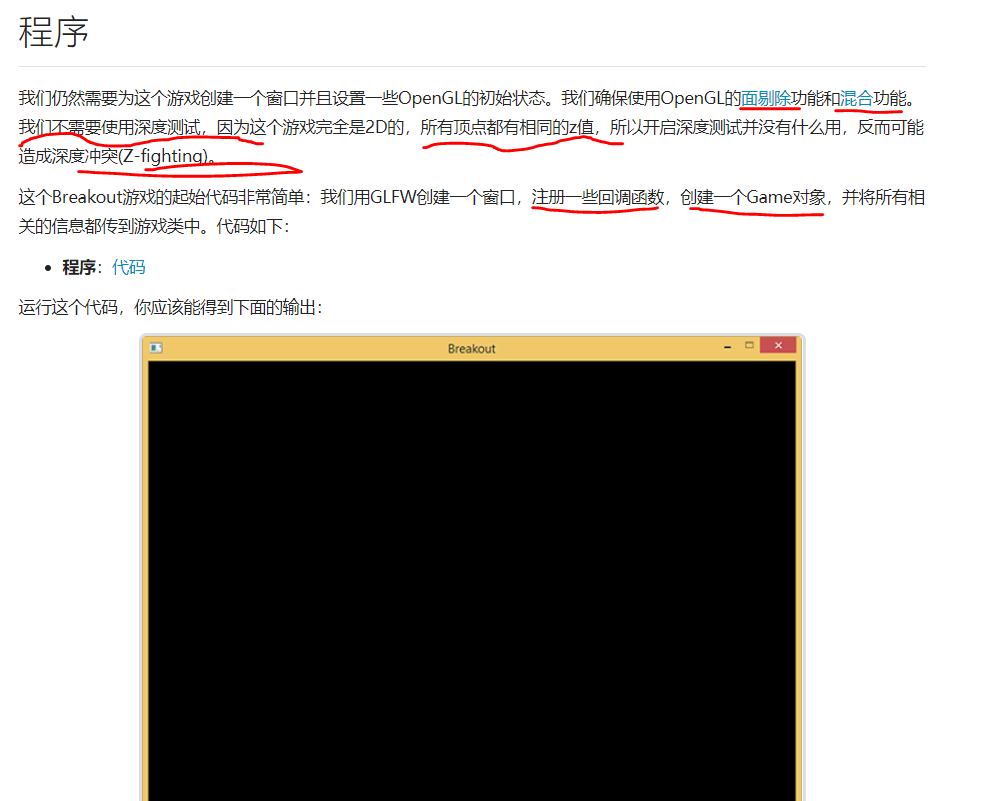 程序
我们仍然需要为这个游戏创建一个窗口并且设置一些OpenGL的初始状态。我们确保使用OpenGL的面剔除功能和混合功能。
我们不需要使用深度测试，因为这个游戏完全是2D的，所有顶点都有相同的z值，所以开启深度测试并没有什么用，反而可能
造成深度冲突(Z-fighting)。
这个Breakout游戏的起始代码非常简单：我们用GLFW创建一个窗口，注册一些回调函数，创建一个Game对象，并将所有相
关的信息都传到游戏类中。代码如下：
• 程序：代码
运行这个代码，你应该能得到下面的输出：
Breakout